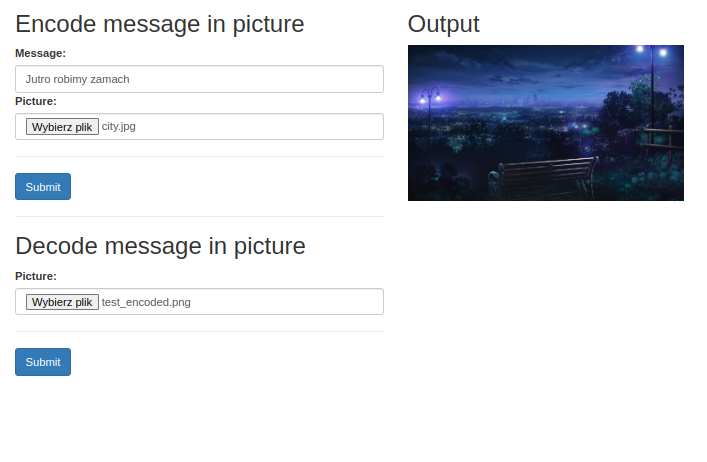 Encode message in picture
Message:
Jutro robimy zamach
Picture:
Wybierz plik city.jpg
Submit
Decode message in picture
Picture:
Wybierz plik test_encoded.png
Submit
Output